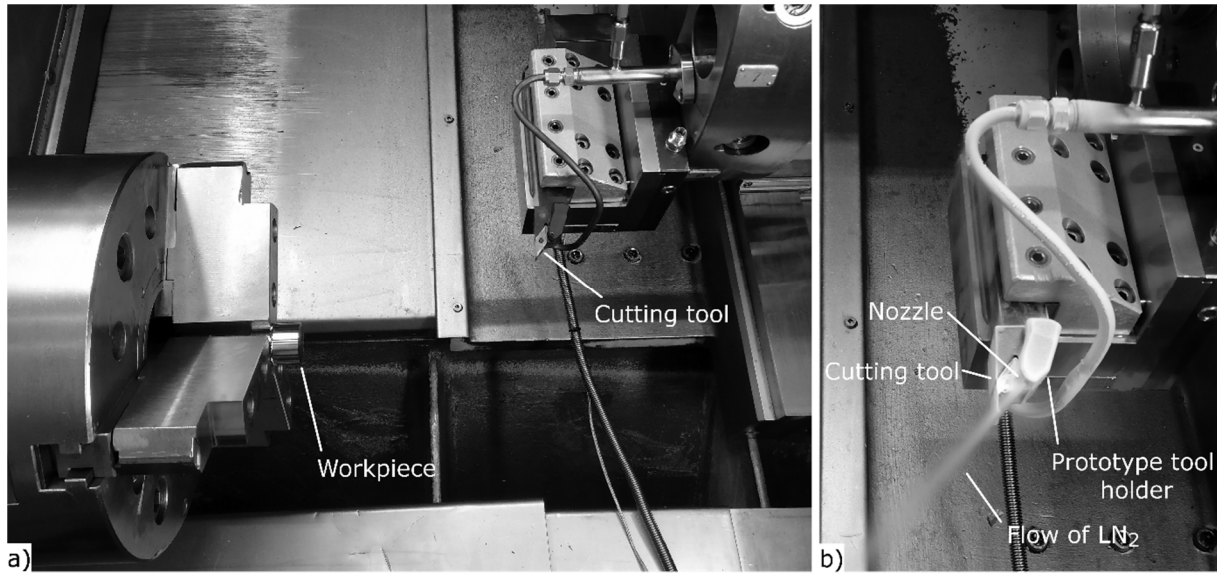 Cutting tool
Workpiece
a)
Nozzle
Cutting tool
Prototype tool
holder
Flow of LN₂
b)